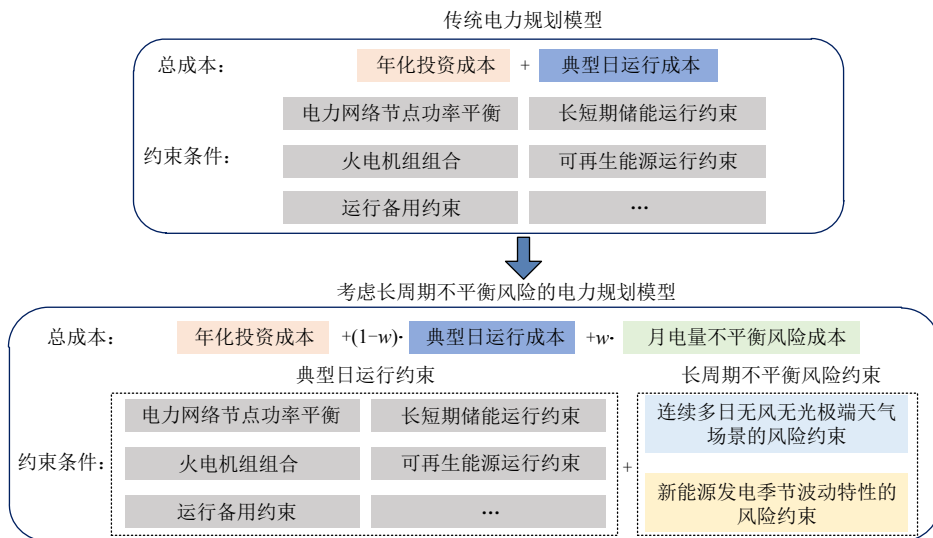 传统电力规划模型
总成本： 年化投资成本 + 典型日运行成本
电力网络节点功率平衡 长短期储能运行约束
约束条件： 火电机组组合 可再生能源运行约束
运行备用约束 …
考虑长周期不平衡风险的电力规划模型
总成本： 年化投资成本 +(1−w)· 典型日运行成本 +w· 月电量不平衡风险成本
典型日运行约束 长周期不平衡风险约束
电力网络节点功率平衡 长短期储能运行约束
连续多日无风无光极端天气
场景的风险约束
约束条件： 火电机组组合 可再生能源运行约束 +
运行备用约束 …
新能源发电季节波动特性的
风险约束